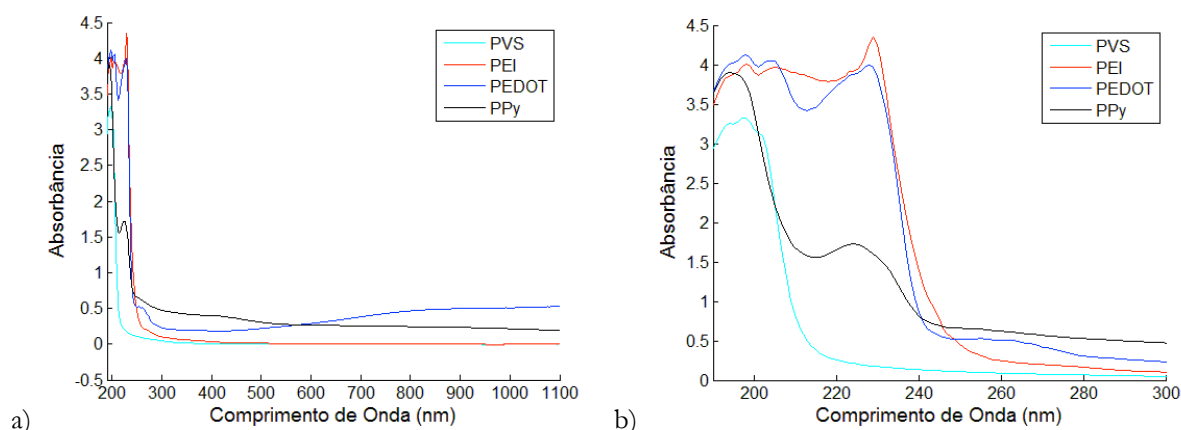 4.5
4
3.5
3
2.5
2
1.5
1
0.5
0
-0.5
Absorbância
PVS
PEI
PEDOT
PPy
200 300 400 500 600 700 800 900 1000 1100
Comprimento de Onda (nm)
a)
4.5
4
3.5
3
2.5
2
1.5
1
0.5
0
Absorbância
PVS
PEI
PEDOT
PPy
200 220 240 260 280 300
Comprimento de Onda (nm)
b)